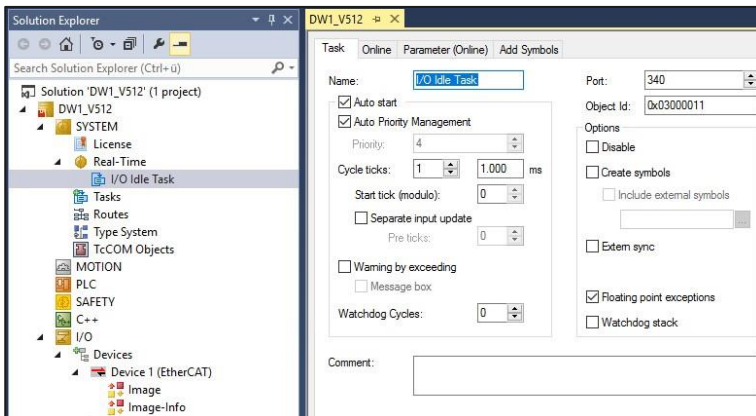 Solution Explorer
Search Solution Explorer (Ctrl+ü)
Solution 'DW1_V512' (1 project)
DW1_V512
SYSTEM
License
Real-Time
I/O Idle Task
Tasks
Routes
Type System
TcCOM Objects
MOTION
PLC
SAFETY
C++
I/O
Devices
Device 1 (EtherCAT)
Image
Image-Info
DW1_V512
Task Online Parameter (Online) Add Symbols
Name: I/O Idle Task
Auto start
Auto Priority Management
Priority: 4
Cycle ticks: 1 1.000 ms
Start tick (modulo): 0
Separate input update
Pre ticks: 0
Warning by exceeding
Message box
Watchdog Cycles: 0
Port: 340
Object Id: 0x03000011
Options
Disable
Create symbols
Include external symbols
...
Extern sync
Floating point exceptions
Watchdog stack
Comment: